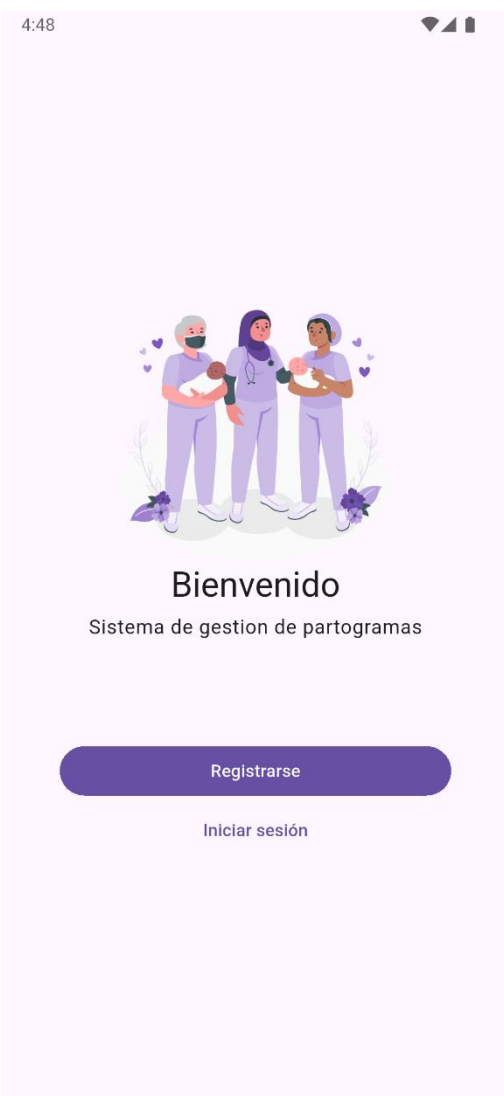 4:48
Bienvenido
Sistema de gestion de partogramas
Registrarse
Iniciar sesión